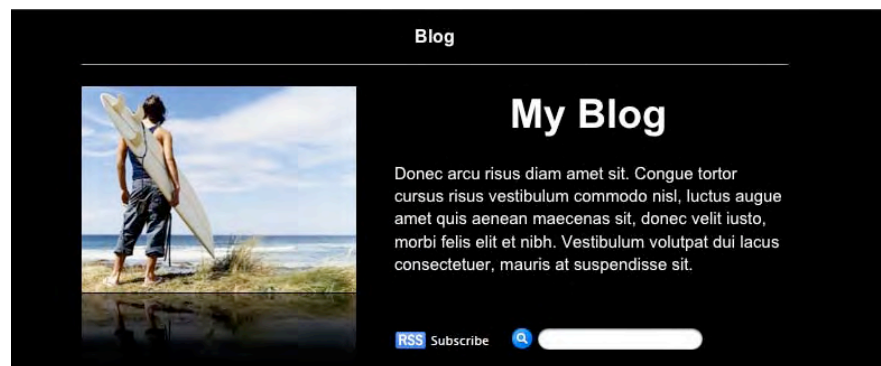 Blog
My Blog
Donec arcu risus diam amet sit. Congue tortor
cursus risus vestibulum commodo nisl, luctus augue
amet quis aenean maecenas sit, donec velit iusto,
morbi felis elit et nibh. Vestibulum volutpat dui lacus
consectetuer, mauris at suspendisse sit.
RSS Subscribe